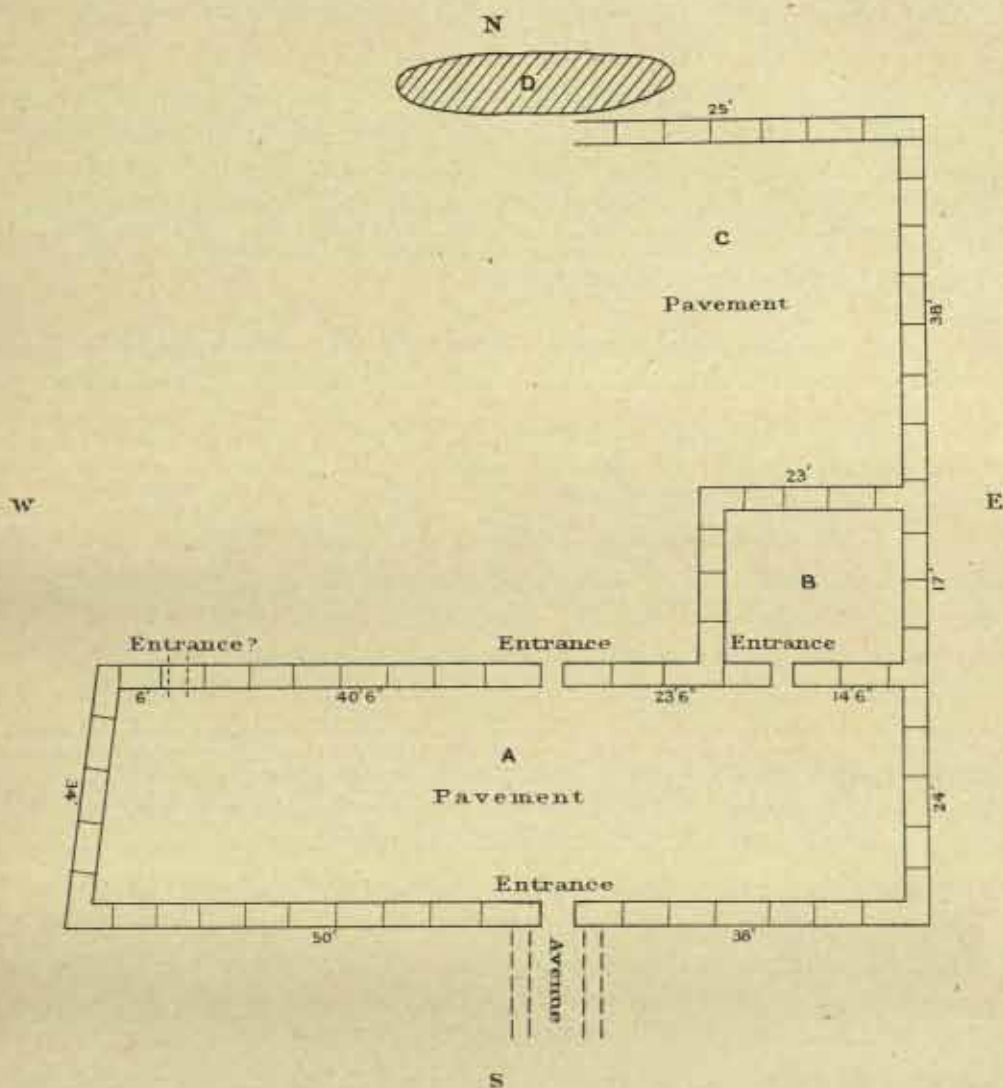 N
D
25'
C
Pavement
38'
23'
W
E
B
17'
Entrance?
Entrance
Entrance
6'
40'6"
23'6"
14'6"
A
34'
Pavement
24'
Entrance
50'
38'
Avenue
S